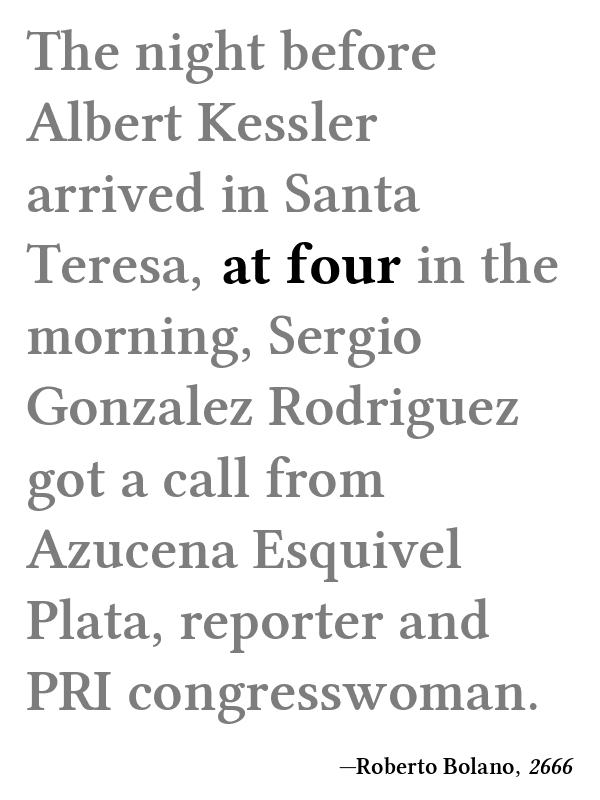 The night before
Albert Kessler
arrived in Santa
Teresa, at four in the
morning, Sergio
Gonzalez Rodriguez
got a call from
Azucena Esquivel
Plata, reporter and
PRI congresswoman.
—Roberto Bolano, 2666